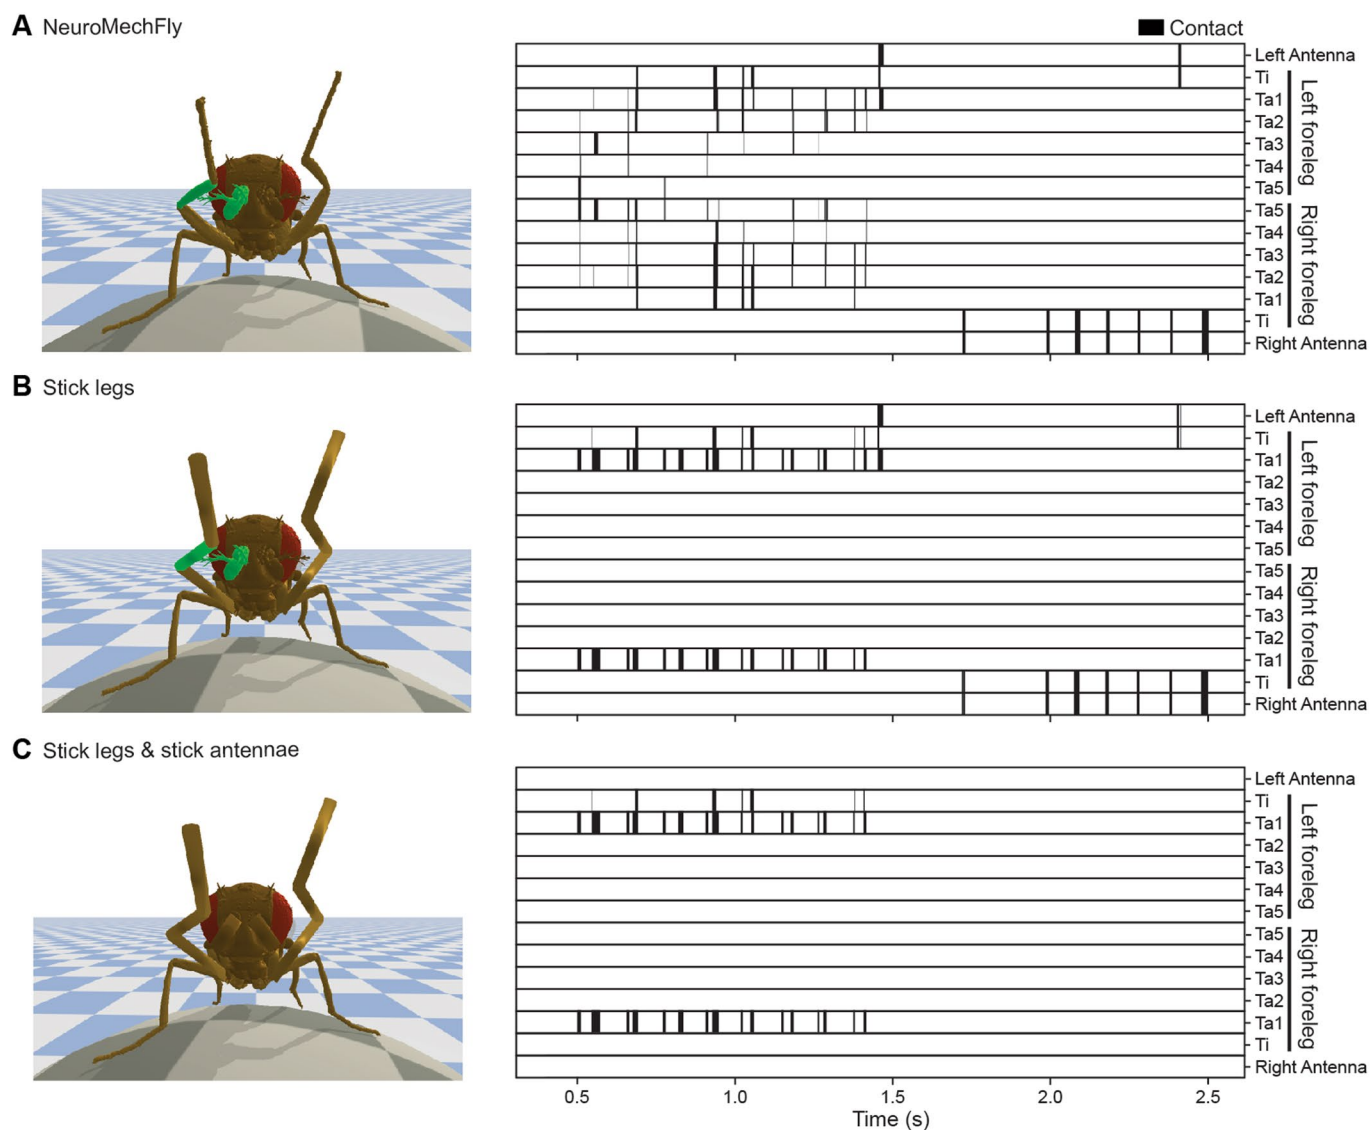 A NeuroMechFly
Contact
Left Antenna
Ti
Ta1
Ta2
Ta3
Ta4
Ta5
Left foreleg
Ta5
Ta4
Ta3
Ta2
Ta1
Ti
Right foreleg
Right Antenna
B Stick legs
Left Antenna
Ti
Ta1
Ta2
Ta3
Ta4
Ta5
Left foreleg
Ta5
Ta4
Ta3
Ta2
Ta1
Ti
Right foreleg
Right Antenna
C Stick legs & stick antennae
Left Antenna
Ti
Ta1
Ta2
Ta3
Ta4
Ta5
Left foreleg
Ta5
Ta4
Ta3
Ta2
Ta1
Ti
Right foreleg
Right Antenna
0.5 1.0 1.5 2.0 2.5
Time (s)